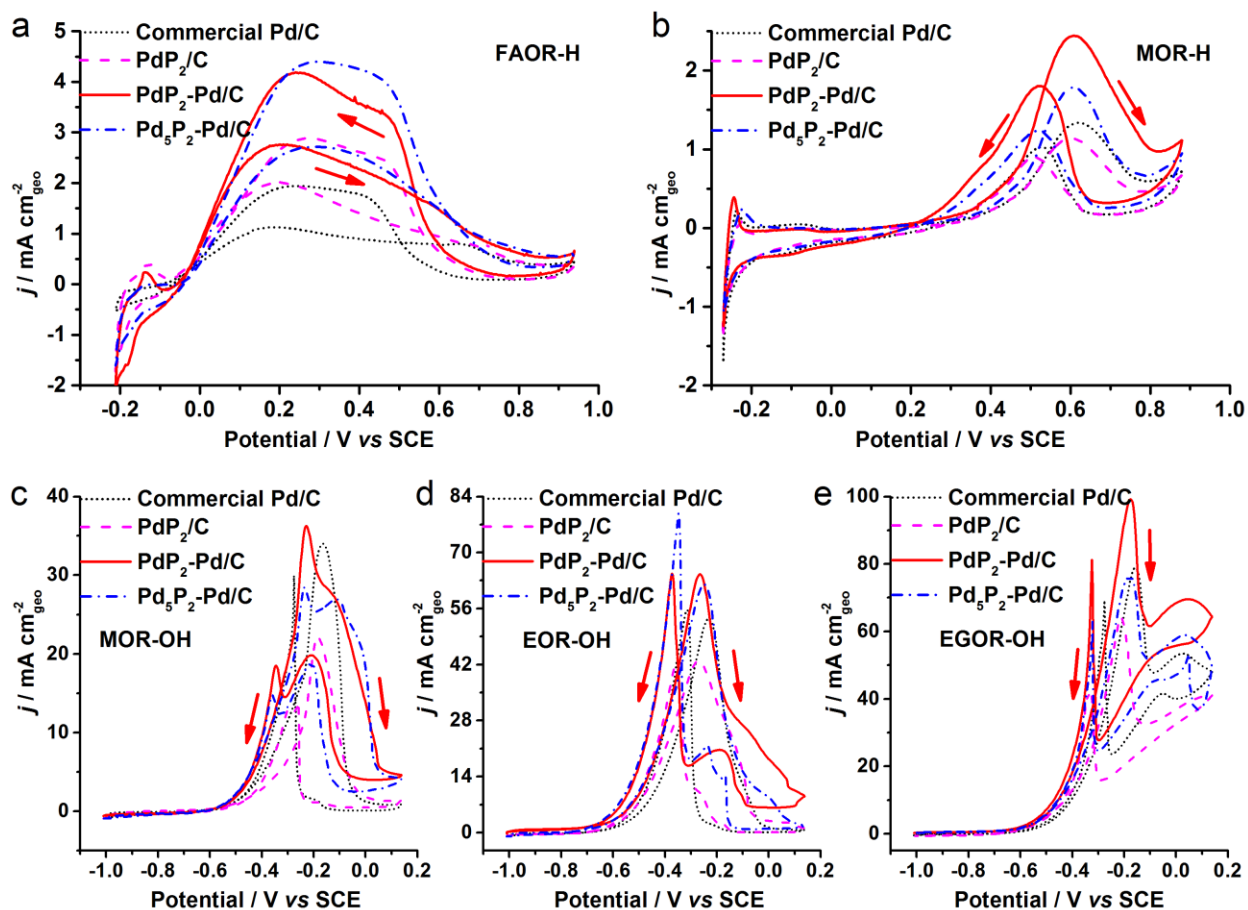 a
Commercial Pd/C
PdP₂/C
PdP₂-Pd/C
Pd₅P₂-Pd/C
FAOR-H
j / mA cm⁻²geo
5
4
3
2
1
0
-1
-2
-0.2 0.0 0.2 0.4 0.6 0.8 1.0
Potential / V vs SCE
b
Commercial Pd/C
PdP₂/C
PdP₂-Pd/C
Pd₅P₂-Pd/C
MOR-H
j / mA cm⁻²geo
2
1
0
-1
-2
-0.2 0.0 0.2 0.4 0.6 0.8 1.0
Potential / V vs SCE
c
Commercial Pd/C
PdP₂/C
PdP₂-Pd/C
Pd₅P₂-Pd/C
MOR-OH
j / mA cm⁻²geo
40
30
20
10
0
-1.0 -0.8 -0.6 -0.4 -0.2 0.0 0.2
Potential / V vs SCE
d
Commercial Pd/C
PdP₂/C
PdP₂-Pd/C
Pd₅P₂-Pd/C
EOR-OH
j / mA cm⁻²geo
84
70
56
42
28
14
0
-1.0 -0.8 -0.6 -0.4 -0.2 0.0 0.2
Potential / V vs SCE
e
Commercial Pd/C
PdP₂/C
PdP₂-Pd/C
Pd₅P₂-Pd/C
EGOR-OH
j / mA cm⁻²geo
100
80
60
40
20
0
-1.0 -0.8 -0.6 -0.4 -0.2 0.0 0.2
Potential / V vs SCE